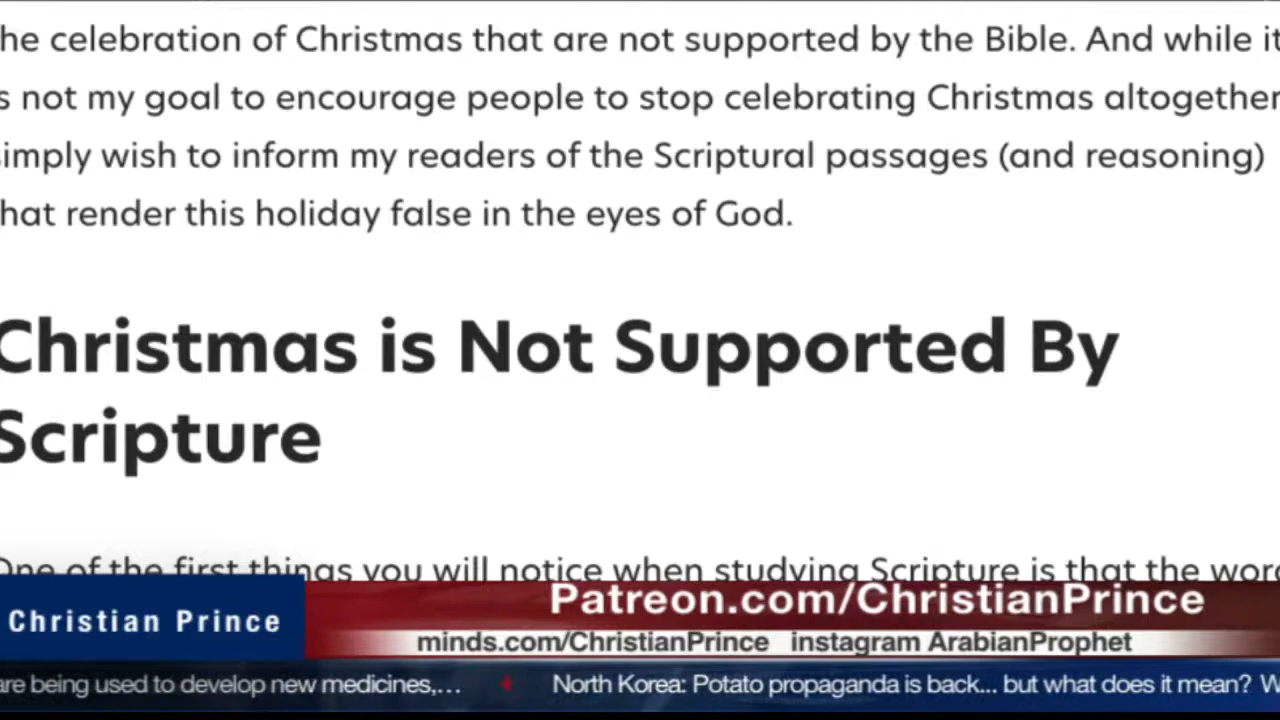 he celebration of Christmas that are not supported by the Bible. And while it
s not my goal to encourage people to stop celebrating Christmas altogether
simply wish to inform my readers of the Scriptural passages (and reasoning)
hat render this holiday false in the eyes of God.
Christmas is Not Supported By
Scripture
One of the first things you will notice when studying Scripture is that the word
Christian Prince
Patreon.com/ChristianPrince
minds.com/ChristianPrince instagram ArabianProphet
are being used to develop new medicines,... North Korea: Potato propaganda is back... but what does it mean? W